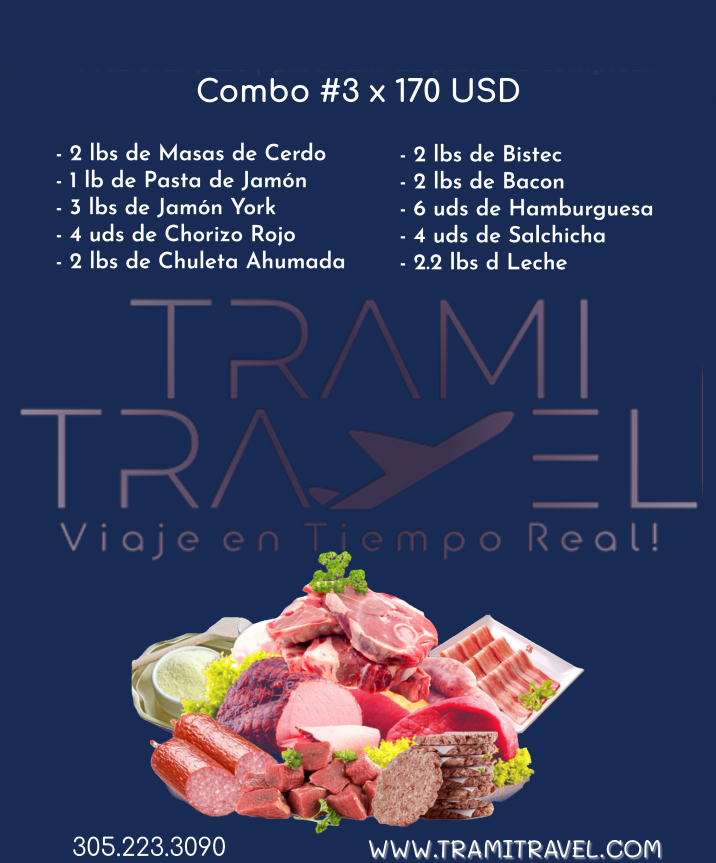 Combo #3 x 170 USD
- 2 lbs de Masas de Cerdo
- 1 lb de Pasta de Jamón
- 3 lbs de Jamón York
- 4 uds de Chorizo Rojo
- 2 lbs de Chuleta Ahumada
- 2 lbs de Bistec
- 2 lbs de Bacon
- 6 uds de Hamburguesa
- 4 uds de Salchicha
- 2.2 lbs d Leche
TRAMI
TRAVEL
Viaje en Tiempo Real!
305.223.3090
WWW.TRAMITRAVEL.COM